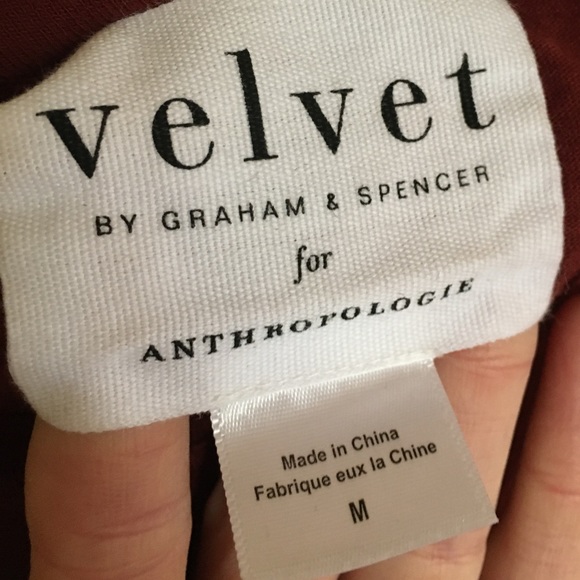 velvet
BY GRAHAM & SPENCER
for
ANTHROPOLOGIE
Made in China
Fabrique eux la Chine
M